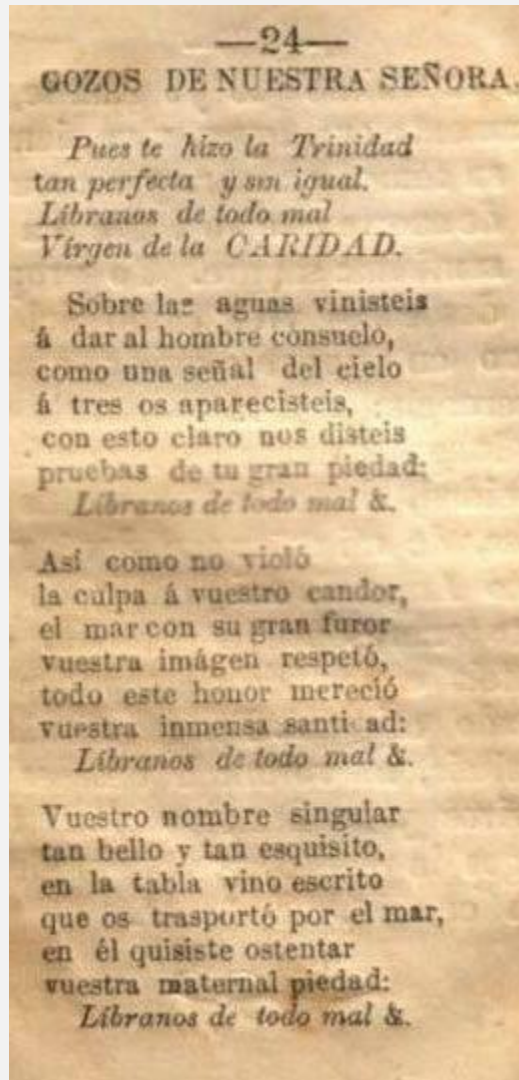 —24—
GOZOS DE NUESTRA SEÑORA.
Pues te hizo la Trinidad
tan perfecta y sin igual.
Líbranos de todo mal
Vírgen de la CARIDAD.
Sobre las aguas vinisteis
á dar al hombre consuelo,
como una señal del cielo
á tres os aparecisteis,
con esto claro nos disteis
pruebas de tu gran piedad:
Líbranos de todo mal &.
Así como no violó
la culpa á vuestro candor,
el mar con su gran furor
vuestra imágen respetó,
todo este honor mereció
vuestra inmensa santi ad:
Líbranos de todo mal &.
Vuestro nombre singular
tan bello y tan esquisito,
en la tabla vino escrito
que os trasportó por el mar,
en él quisiste ostentar
vuestra maternal piedad:
Líbranos de todo mal &.